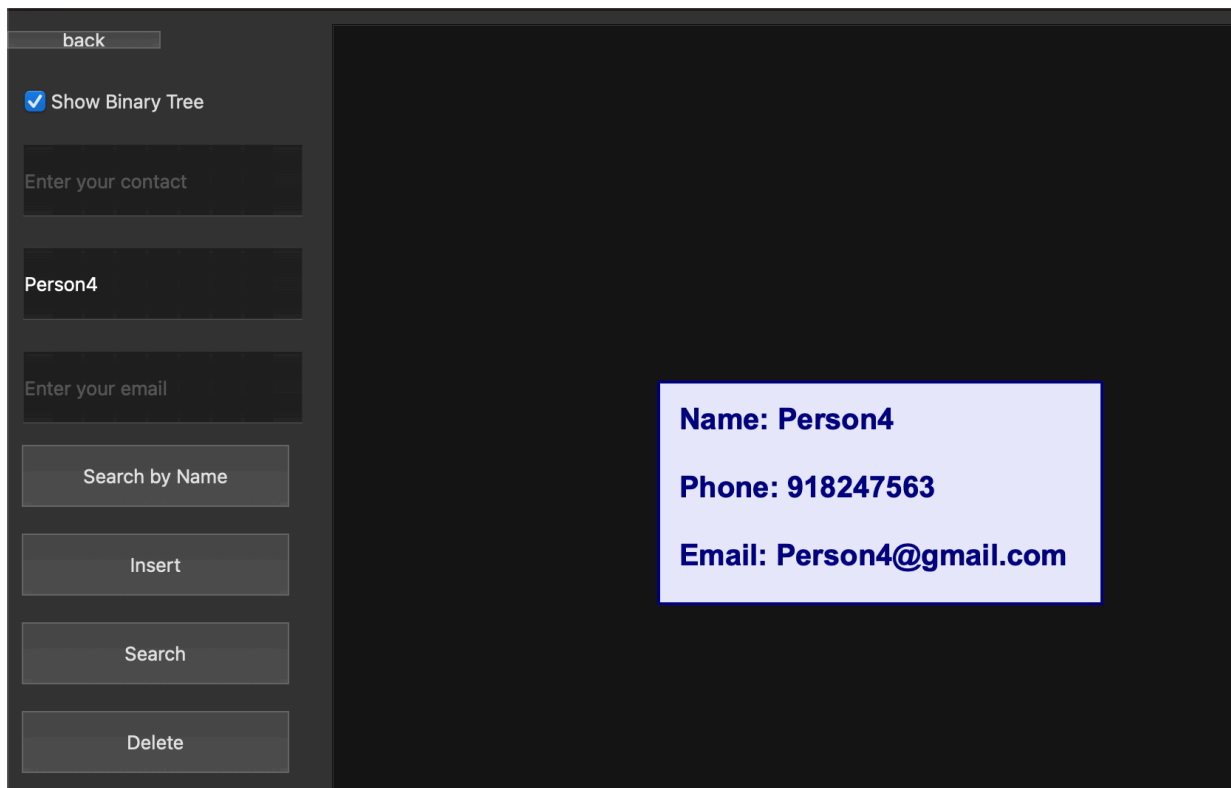 back
Show Binary Tree
Enter your contact
Person4
Enter your email
Search by Name
Insert
Search
Delete
Name: Person4
Phone: 918247563
Email: Person4@gmail.com